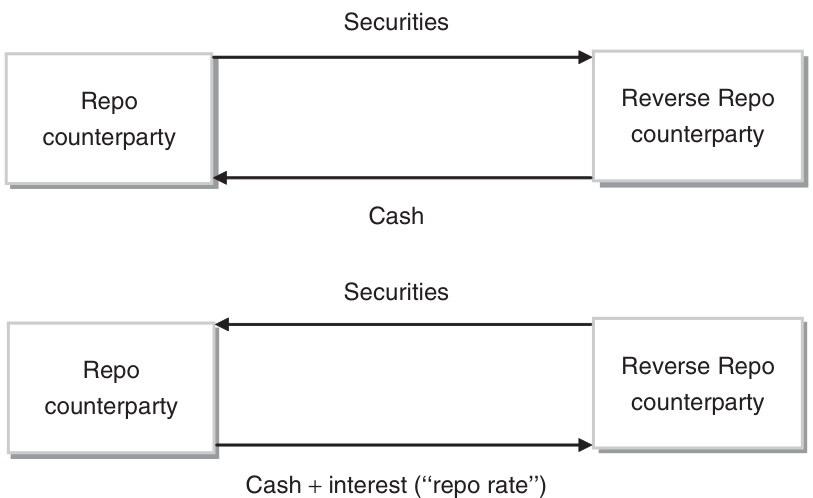 Securities
Repo
counterparty
Reverse Repo
counterparty
Cash
Securities
Repo
counterparty
Reverse Repo
counterparty
Cash + interest (‘‘repo rate’’)